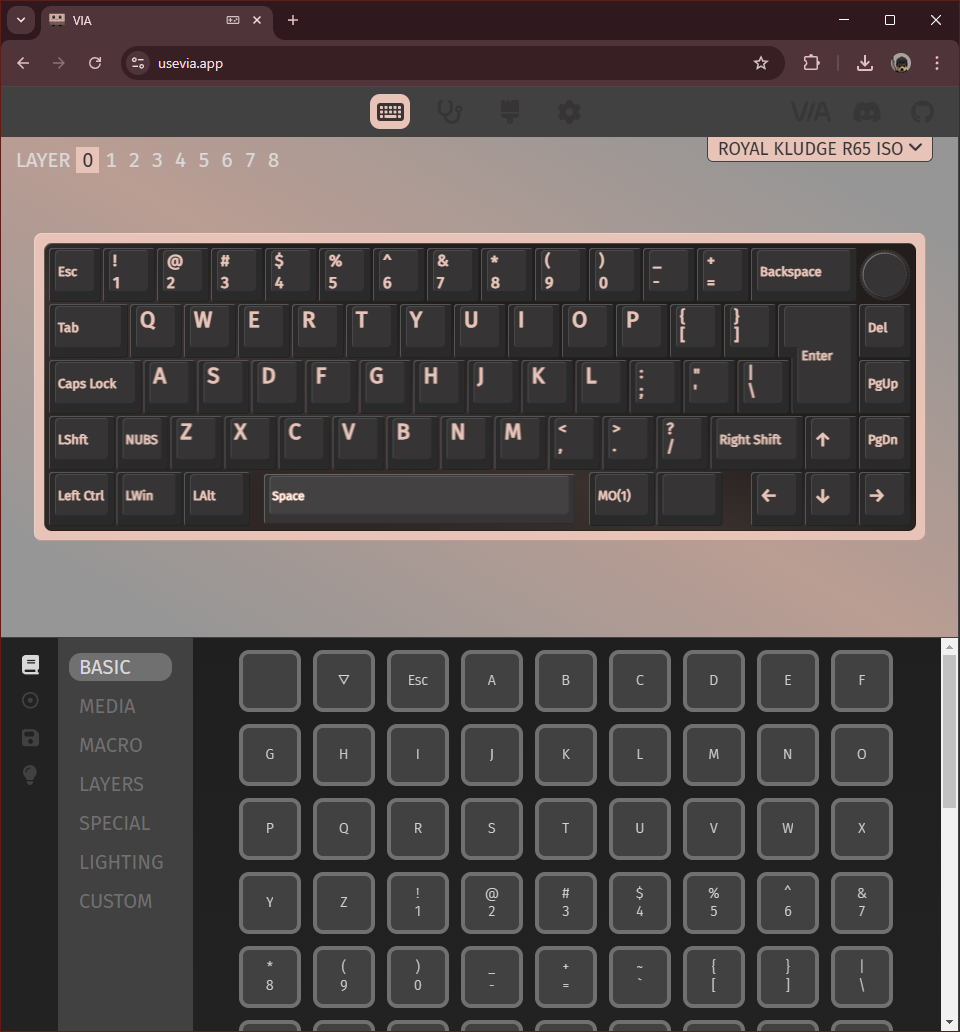 VIA
usevia.app
VIA
LAYER 0 1 2 3 4 5 6 7 8
ROYAL KLUDGE R65 ISO
Esc ! 1 @ 2 # 3 $ 4 % 5 ^ 6 & 7 * 8 ( 9 ) 0 _ - + = Backspace
Tab Q W E R T Y U I O P { [ } ] Enter Del
Caps Lock A S D F G H J K L : ; " ' | \ PgUp
LShft NUBS Z X C V B N M < , > . ? / Right Shift ↑ PgDn
Left Ctrl LWin LAlt Space MO(1) ← ↓ →
BASIC
MEDIA
MACRO
LAYERS
SPECIAL
LIGHTING
CUSTOM
▽ Esc A B C D E F
G H I J K L M N O
P Q R S T U V W X
Y Z ! 1 @ 2 # 3 $ 4 % 5 ^ 6 & 7
* 8 ( 9 ) 0 _ - + = ~ ` { [ } ] | \